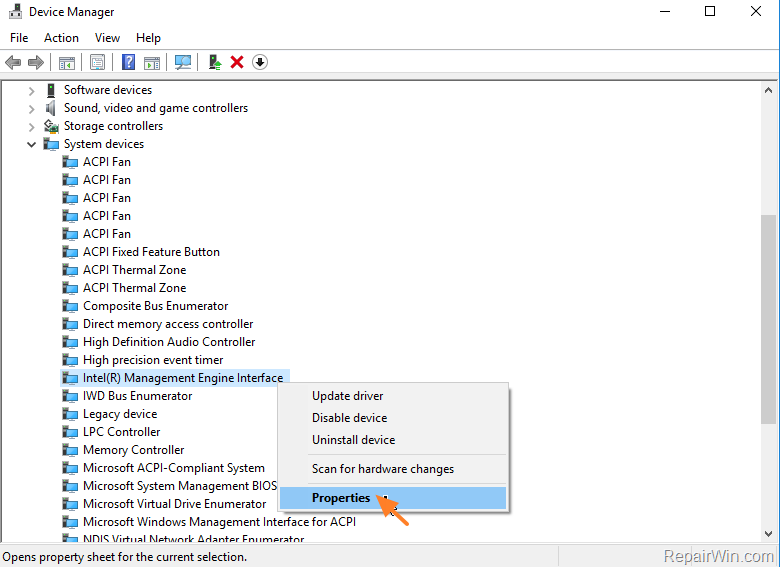 Device Manager
File Action View Help
Software devices
Sound, video and game controllers
Storage controllers
System devices
ACPI Fan
ACPI Fan
ACPI Fan
ACPI Fan
ACPI Fan
ACPI Fixed Feature Button
ACPI Thermal Zone
ACPI Thermal Zone
Composite Bus Enumerator
Direct memory access controller
High Definition Audio Controller
High precision event timer
Intel(R) Management Engine Interface
IWD Bus Enumerator
Legacy device
LPC Controller
Memory Controller
Microsoft ACPI-Compliant System
Microsoft System Management BIOS
Microsoft Virtual Drive Enumerator
Microsoft Windows Management Interface for ACPI
NDIS Virtual Network Adapter Enumerator
Update driver
Disable device
Uninstall device
Scan for hardware changes
Properties
Opens property sheet for the current selection.
RepairWin.com